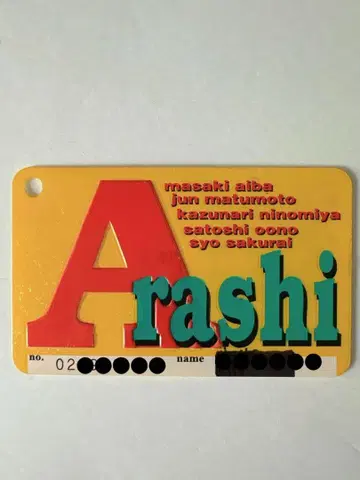 masaki aiba
jun matumoto
kazunari ninomiya
satoshi oono
syo sakurai
Arashi
no. 02 name